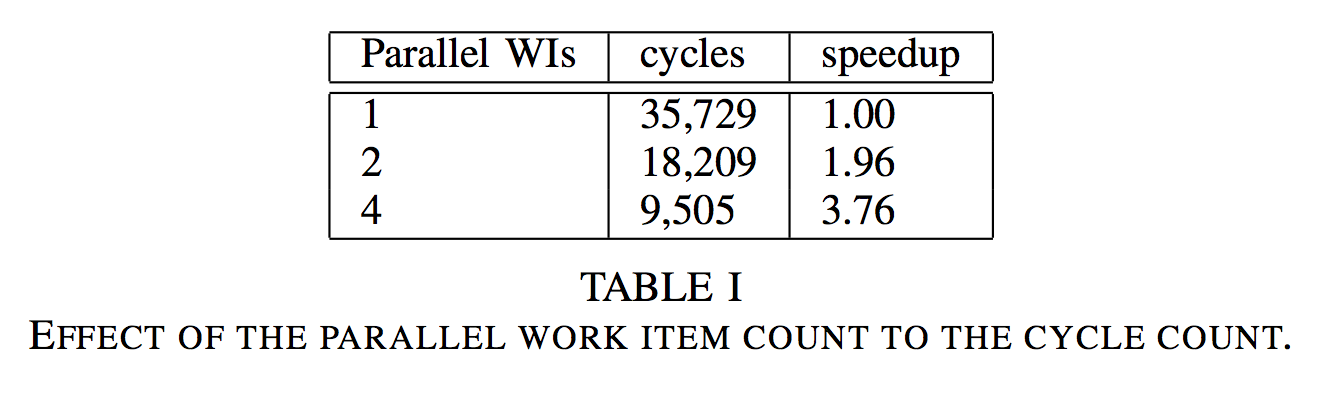 Parallel WIs cycles speedup
1 35,729 1.00
2 18,209 1.96
4 9,505 3.76
TABLE I
EFFECT OF THE PARALLEL WORK ITEM COUNT TO THE CYCLE COUNT.